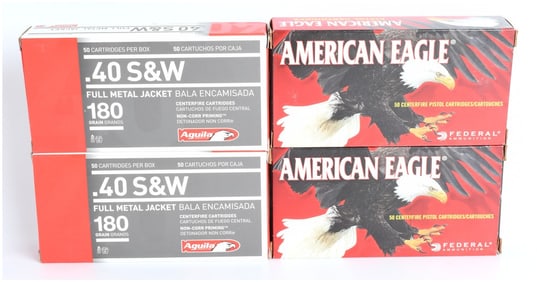 50 CARTRIDGES PER BOX 50 CARTUCHOS POR CAJA
.40 S&W
FULL METAL JACKET BALA ENCAMISADA
180
GRAIN GRANOS
CENTERFIRE CARTRIDGES
CARTUCHOS DE FUEGO CENTRAL
NON-CORR PRIMING™
DETONADOR NON CORR®
Aguila
AMERICAN EAGLE®
50 CENTERFIRE PISTOL CARTRIDGES/CARTOUCHES
FEDERAL
AMMUNITION
50 CARTRIDGES PER BOX 50 CARTUCHOS POR CAJA
.40 S&W
FULL METAL JACKET BALA ENCAMISADA
180
GRAIN GRANOS
CENTERFIRE CARTRIDGES
CARTUCHOS DE FUEGO CENTRAL
NON-CORR PRIMING™
DETONADOR NON CORR®
Aguila
AMERICAN EAGLE®
50 CENTERFIRE PISTOL CARTRIDGES/CARTOUCHES
FEDERAL
AMMUNITION